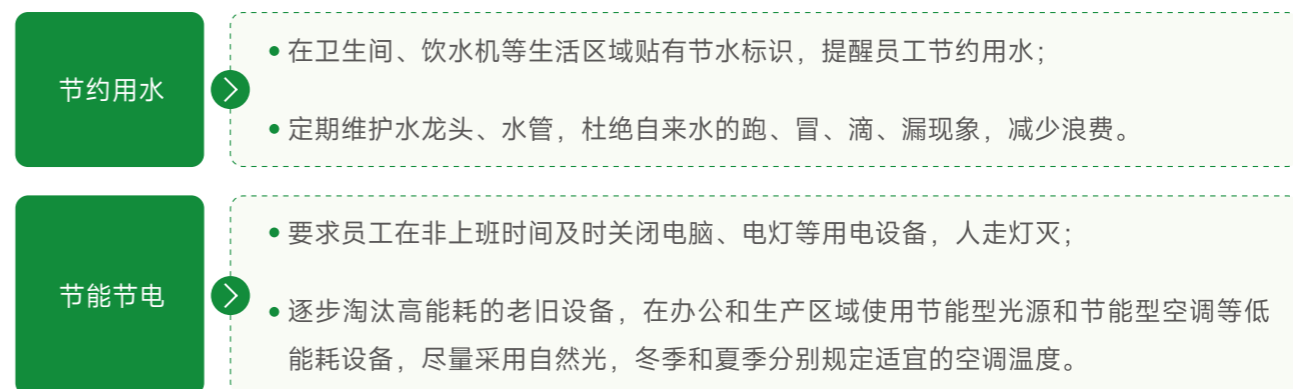 节约用水
在卫生间、饮水机等生活区域贴有节水标识，提醒员工节约用水；
定期维护水龙头、水管，杜绝自来水的跑、冒、滴、漏现象，减少浪费。
节能节电
要求员工在非上班时间及时关闭电脑、电灯等用电设备，人走灯灭；
逐步淘汰高能耗的老旧设备，在办公和生产区域使用节能型光源和节能型空调等低
能耗设备，尽量采用自然光，冬季和夏季分别规定适宜的空调温度。